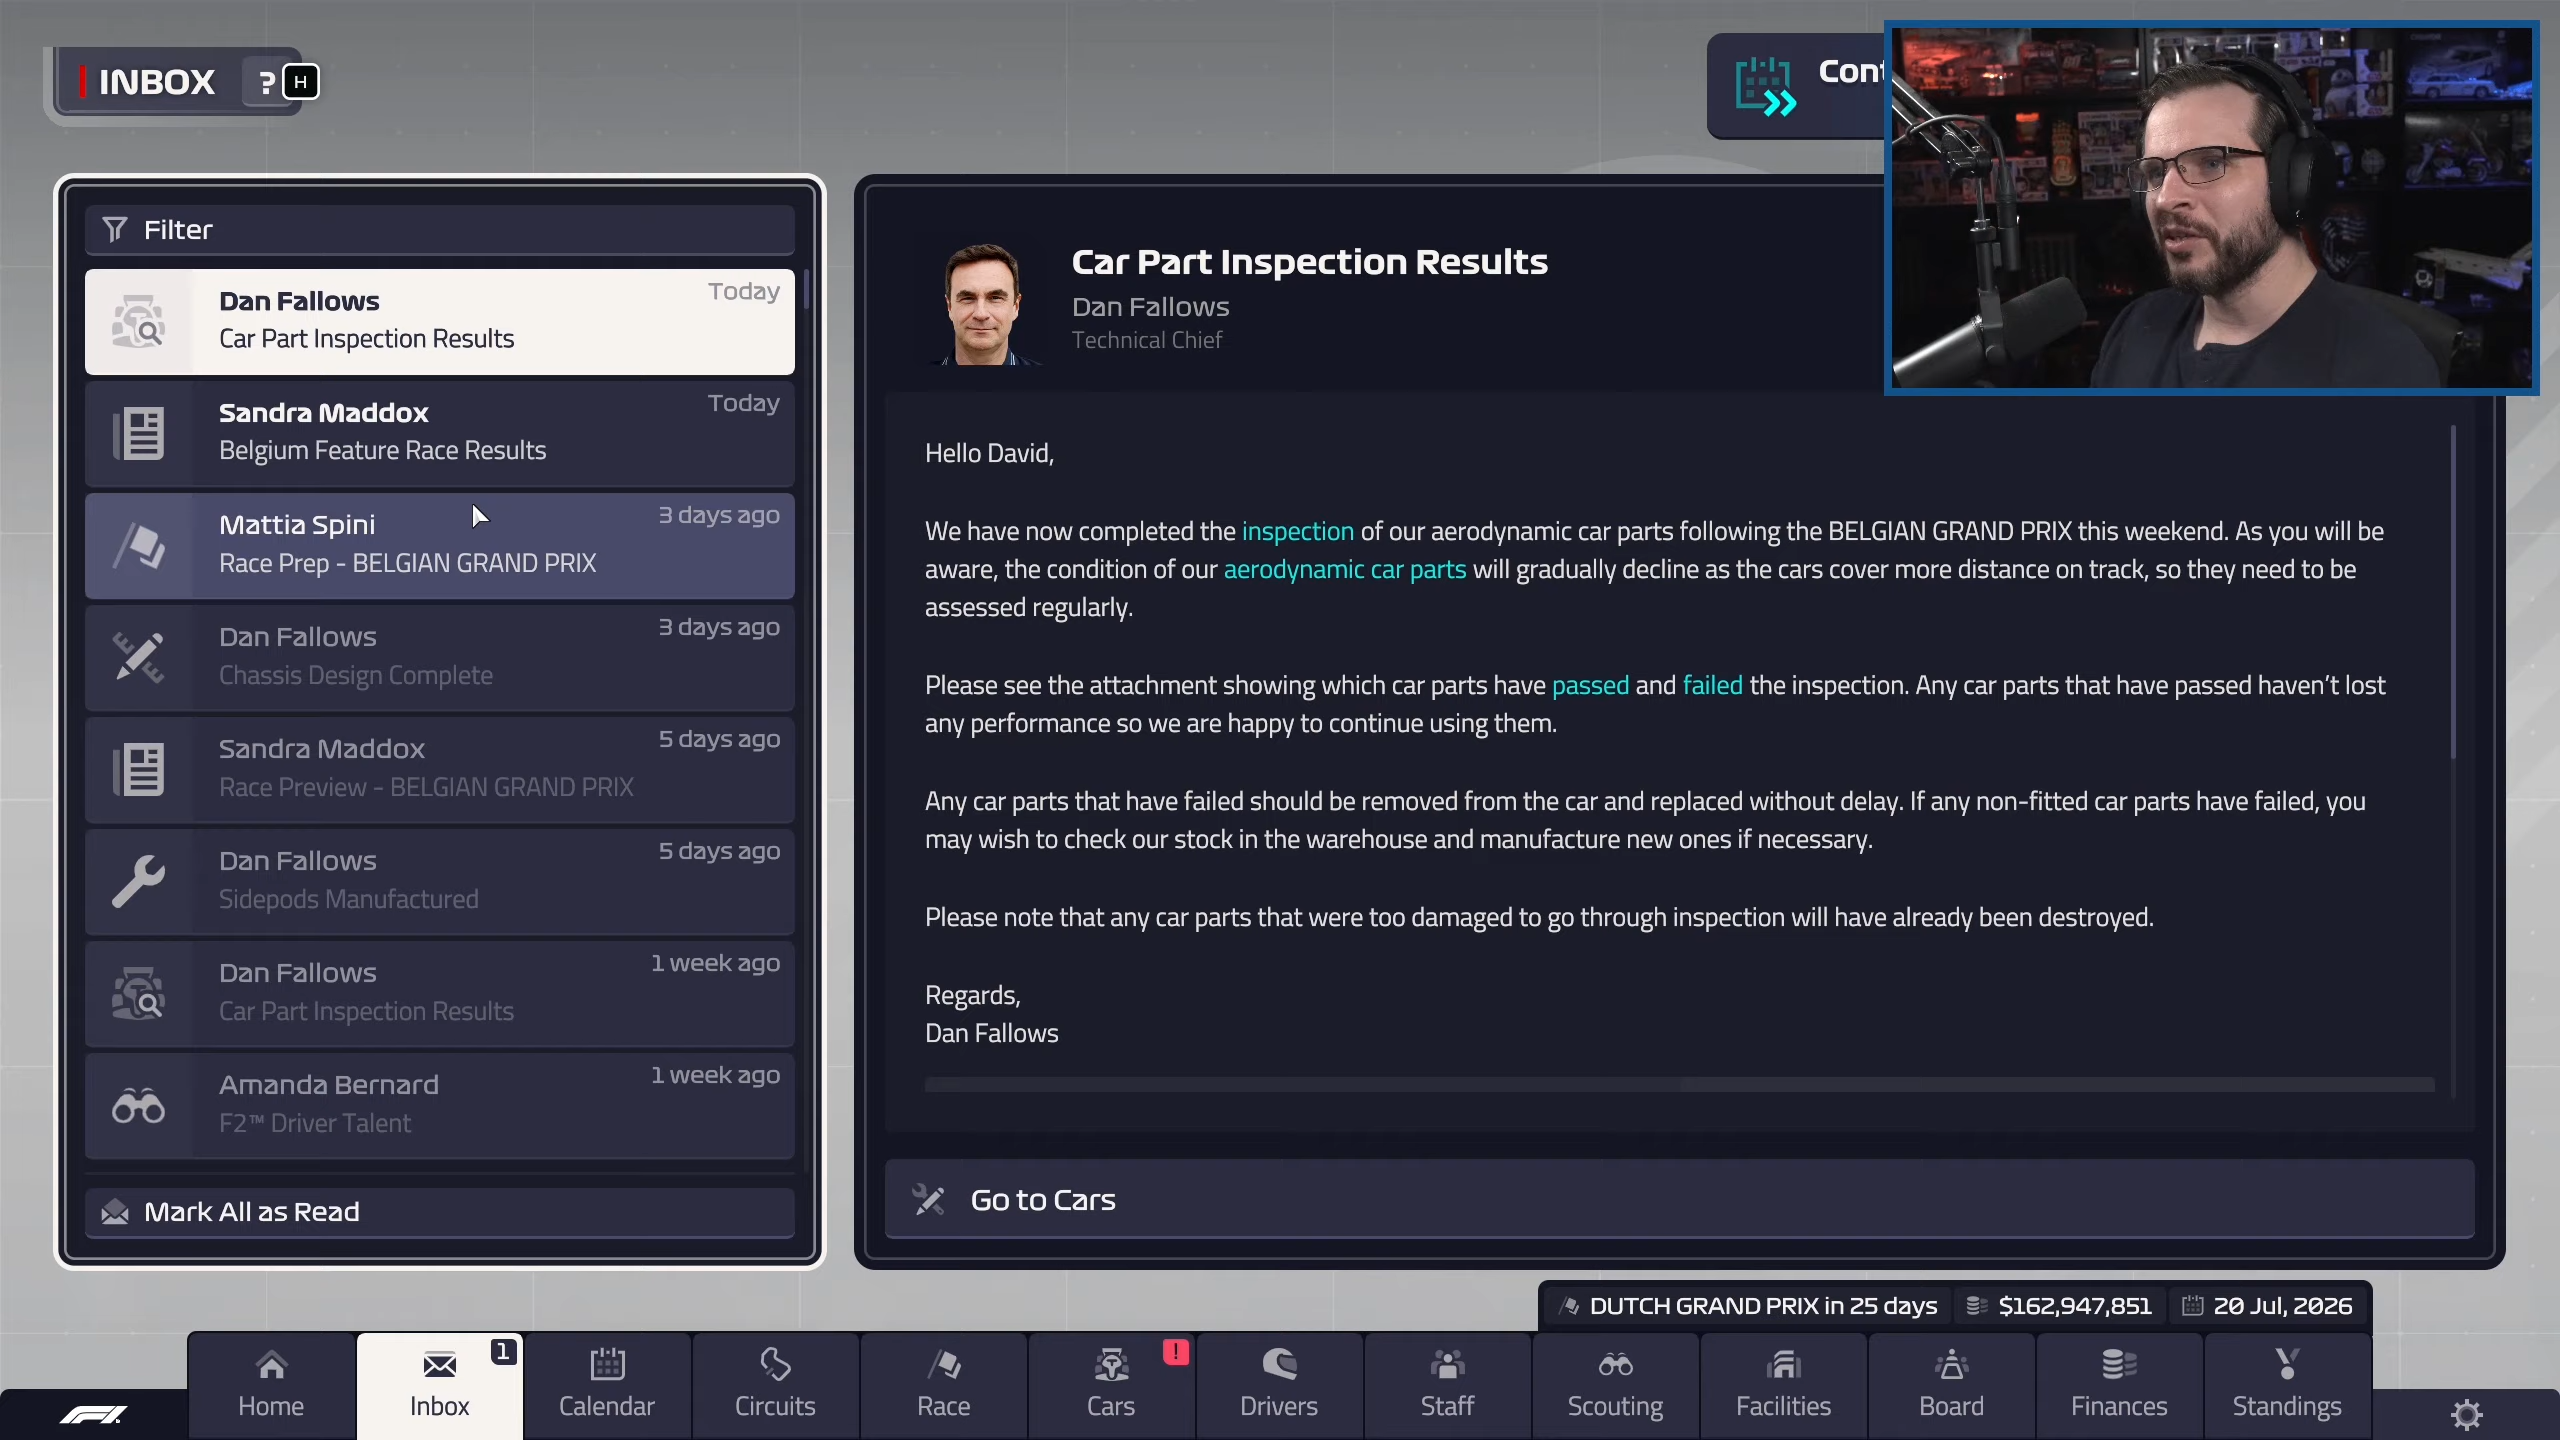 INBOX ? H
Cont
Filter
Dan Fallows Today
Car Part Inspection Results
Sandra Maddox Today
Belgium Feature Race Results
Mattia Spini 3 days ago
Race Prep - BELGIAN GRAND PRIX
Dan Fallows 3 days ago
Chassis Design Complete
Sandra Maddox 5 days ago
Race Preview - BELGIAN GRAND PRIX
Dan Fallows 5 days ago
Sidepods Manufactured
Dan Fallows 1 week ago
Car Part Inspection Results
Amanda Bernard 1 week ago
F2™ Driver Talent
Mark All as Read
Car Part Inspection Results
Dan Fallows
Technical Chief
Hello David,
We have now completed the inspection of our aerodynamic car parts following the BELGIAN GRAND PRIX this weekend. As you will be
aware, the condition of our aerodynamic car parts will gradually decline as the cars cover more distance on track, so they need to be
assessed regularly.
Please see the attachment showing which car parts have passed and failed the inspection. Any car parts that have passed haven't lost
any performance so we are happy to continue using them.
Any car parts that have failed should be removed from the car and replaced without delay. If any non-fitted car parts have failed, you
may wish to check our stock in the warehouse and manufacture new ones if necessary.
Please note that any car parts that were too damaged to go through inspection will have already been destroyed.
Regards,
Dan Fallows
Go to Cars
DUTCH GRAND PRIX in 25 days $162,947,851 20 Jul, 2026
Home
Inbox 1
Calendar
Circuits
Race
Cars !
Drivers
Staff
Scouting
Facilities
Board
Finances
Standings